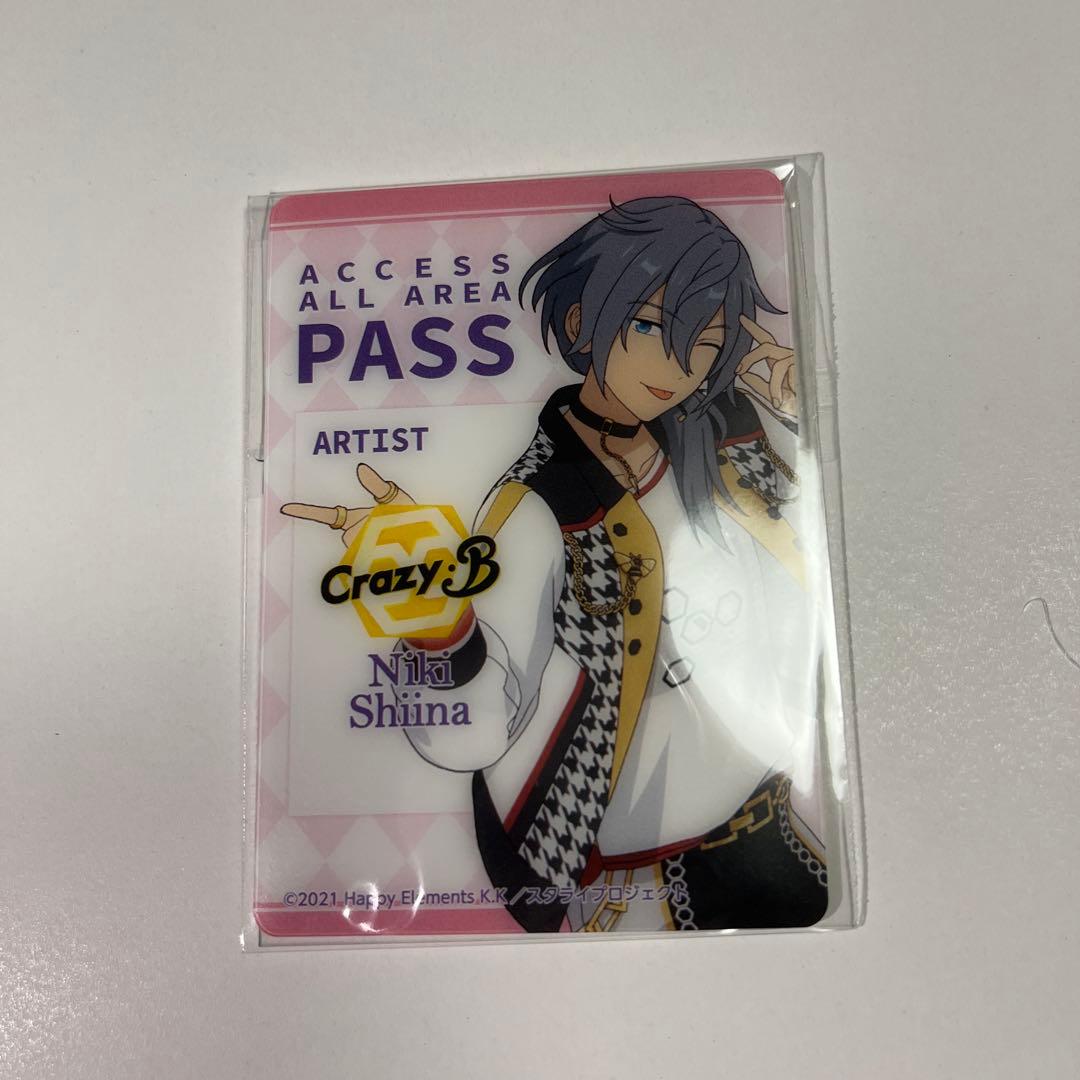 ACCESS
ALL AREA
PASS
ARTIST
Crazy:B
Niki
Shiina
©2021 Happy Elements K.K／スタライプロジェクト